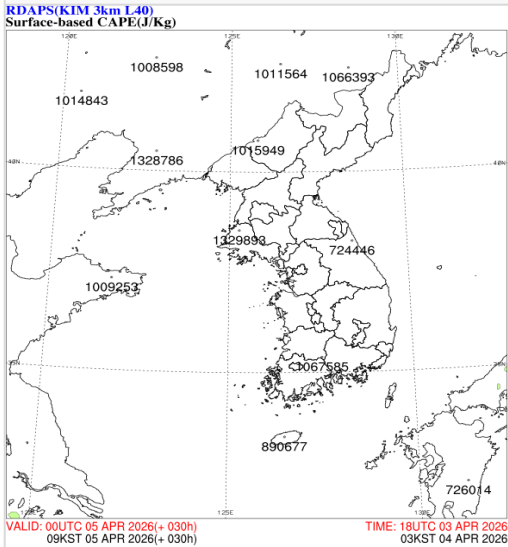 RDAPS(KIM 3km L40)
Surface-based CAPE(J/Kg)
120E 125E 130E
1008598
1011564
1066393
1014843
1015949
40N 1328786 40N
1329893
724446
1009253
35N 1067585
890677
726014
125E 130E
VALID: 00UTC 05 APR 2026(+ 030h) TIME: 18UTC 03 APR 2026
09KST 05 APR 2026(+ 030h) 03KST 04 APR 2026